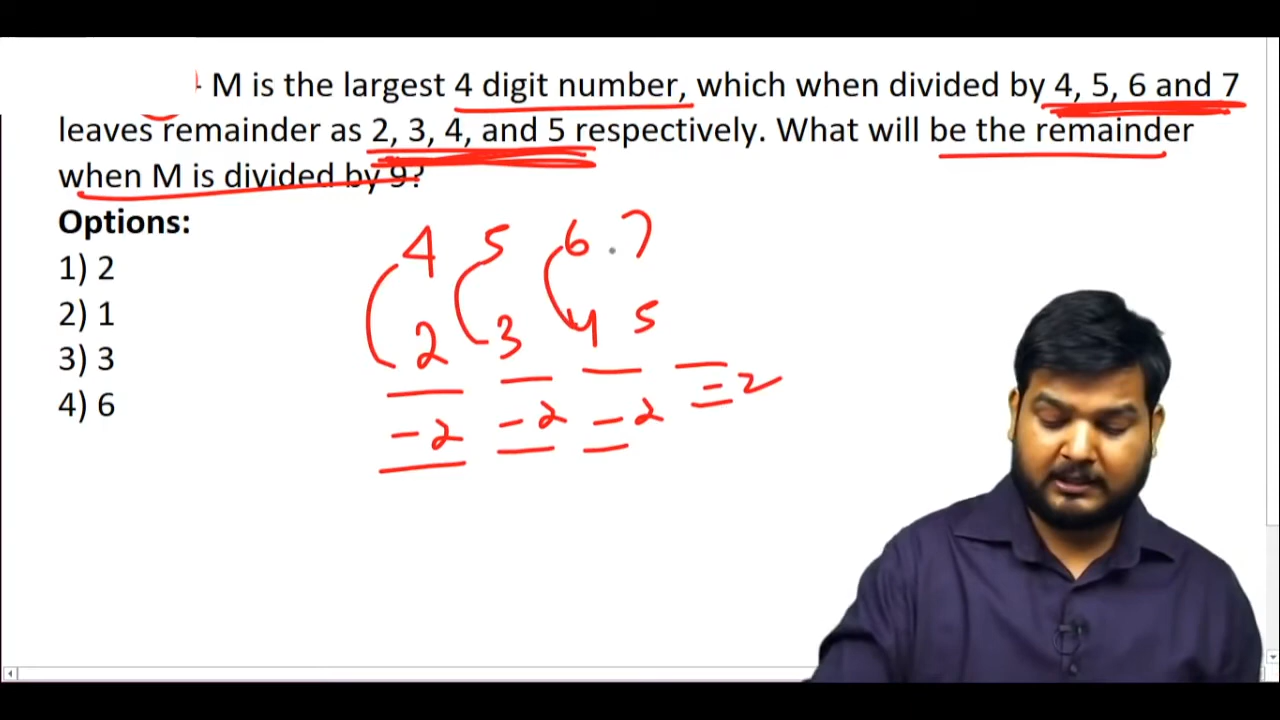 M is the largest 4 digit number, which when divided by 4, 5, 6 and 7
leaves remainder as 2, 3, 4, and 5 respectively. What will be the remainder
when M is divided by 9?
Options:
1) 2
2) 1
3) 3
4) 6
4 5 6 . 7
2 3 4 5
-2 -2 -2 -2